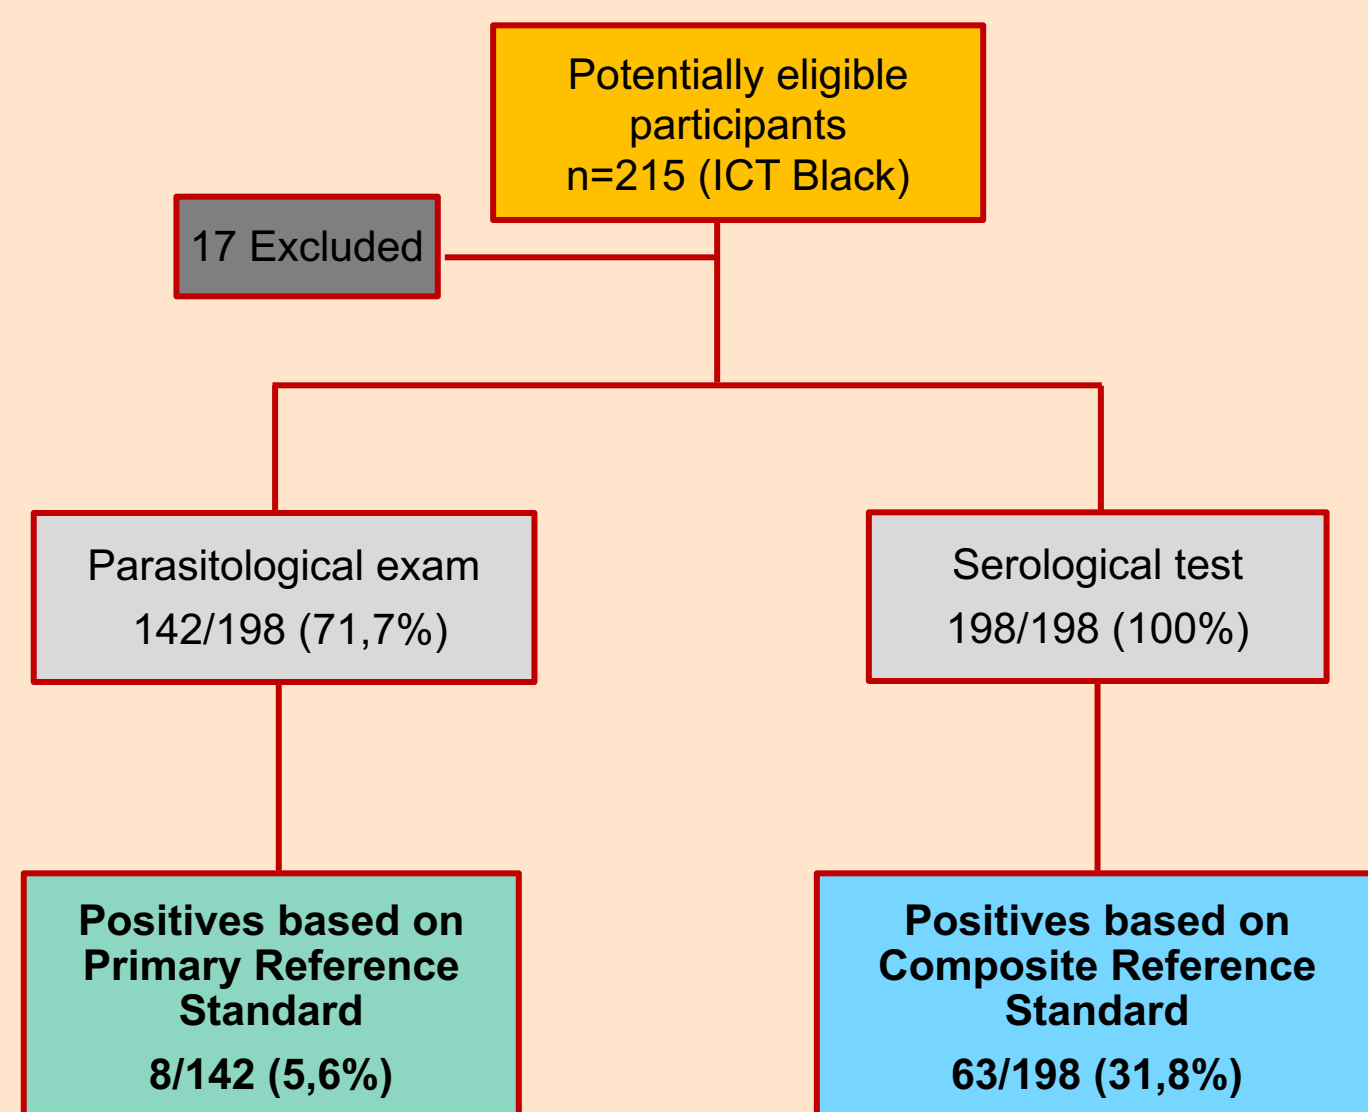 Potentially eligible
participants
n=215 (ICT Black)
17 Excluded
Parasitological exam
142/198 (71,7%)
Serological test
198/198 (100%)
Positives based on
Primary Reference
Standard
8/142 (5,6%)
Positives based on
Composite Reference
Standard
63/198 (31,8%)